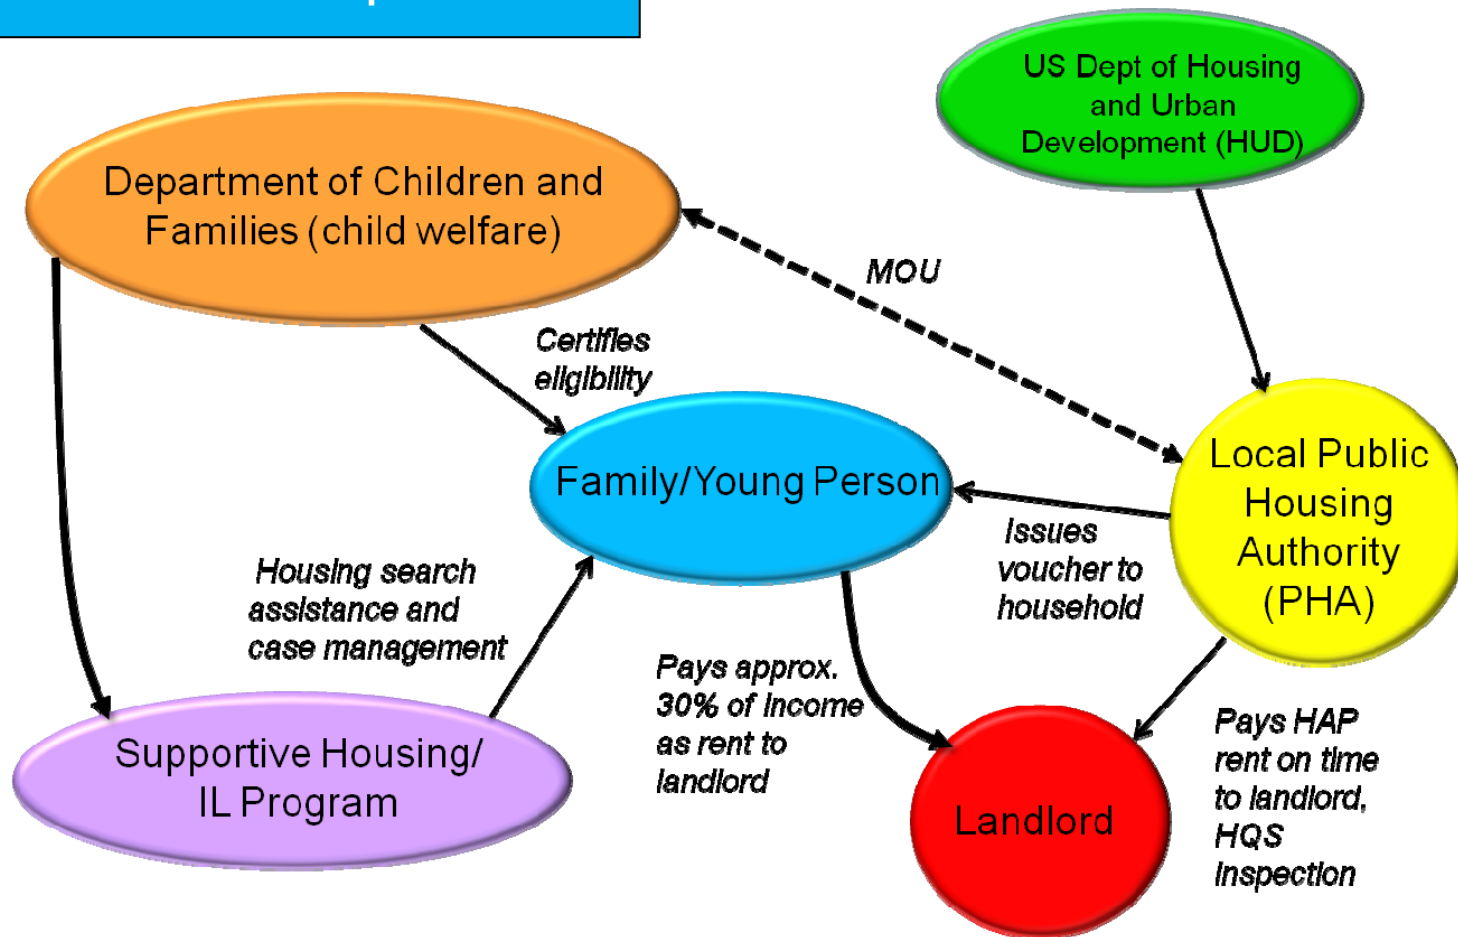 US Dept of Housing
and Urban
Development (HUD)
Department of Children and
Families (child welfare)
MOU
Certifies
eligibility
Local Public
Housing
Authority
(PHA)
Family/Young Person
Issues
voucher to
household
Housing search
assistance and
case management
Pays approx.
30% of income
as rent to
landlord
Pays HAP
rent on time
to landlord,
HQS
inspection
Supportive Housing/
IL Program
Landlord